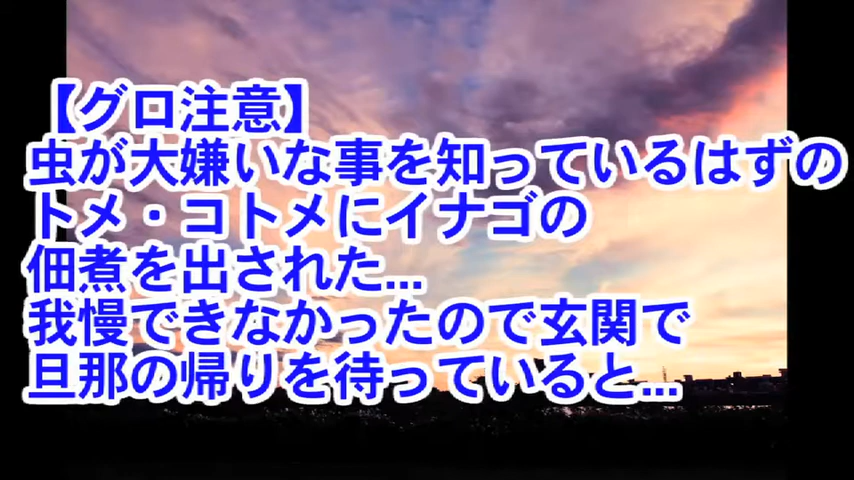 【グロ注意】
虫が大嫌いな事を知っているはずの
トメ・コトメにイナゴの
佃煮を出された...
我慢できなかったので玄関で
旦那の帰りを待っていると...